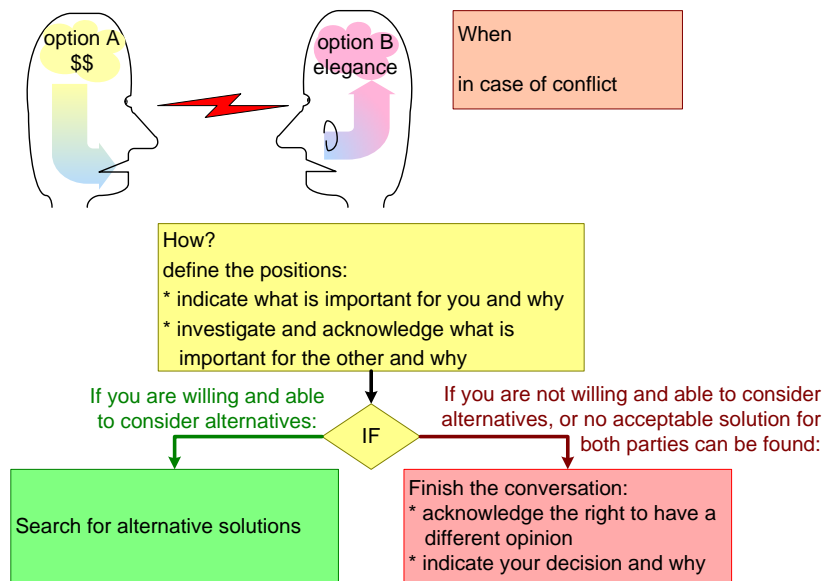 option A
$$
option B
elegance
When
in case of conflict
How?
define the positions:
* indicate what is important for you and why
* investigate and acknowledge what is
important for the other and why
If you are willing and able
to consider alternatives:
IF
If you are not willing and able to consider
alternatives, or no acceptable solution for
both parties can be found:
Search for alternative solutions
Finish the conversation:
* acknowledge the right to have a
different opinion
* indicate your decision and why